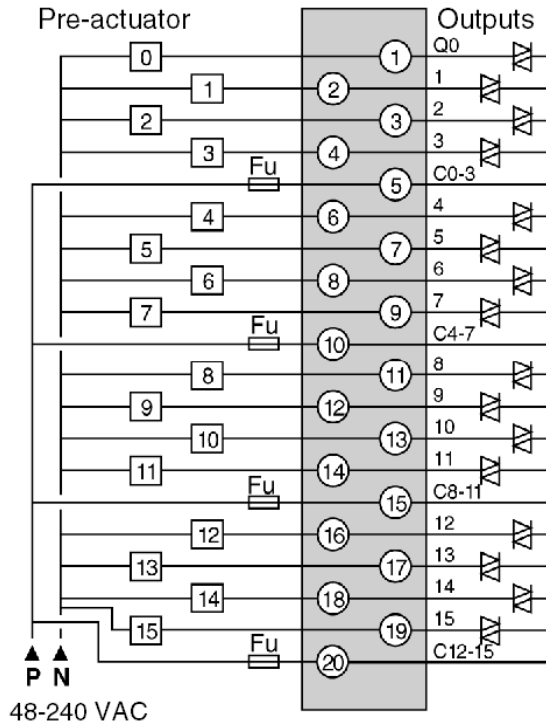 Pre-actuator Outputs
0 1 Q0
1 2 1
2 3 2
3 4 3
Fu 5 C0-3
4 6 4
5 7 5
6 8 6
7 9 7
Fu 10 C4-7
8 11 8
9 12 9
10 13 10
11 14 11
Fu 15 C8-11
12 16 12
13 17 13
14 18 14
15 19 15
Fu 20 C12-15
P N
48-240 VAC